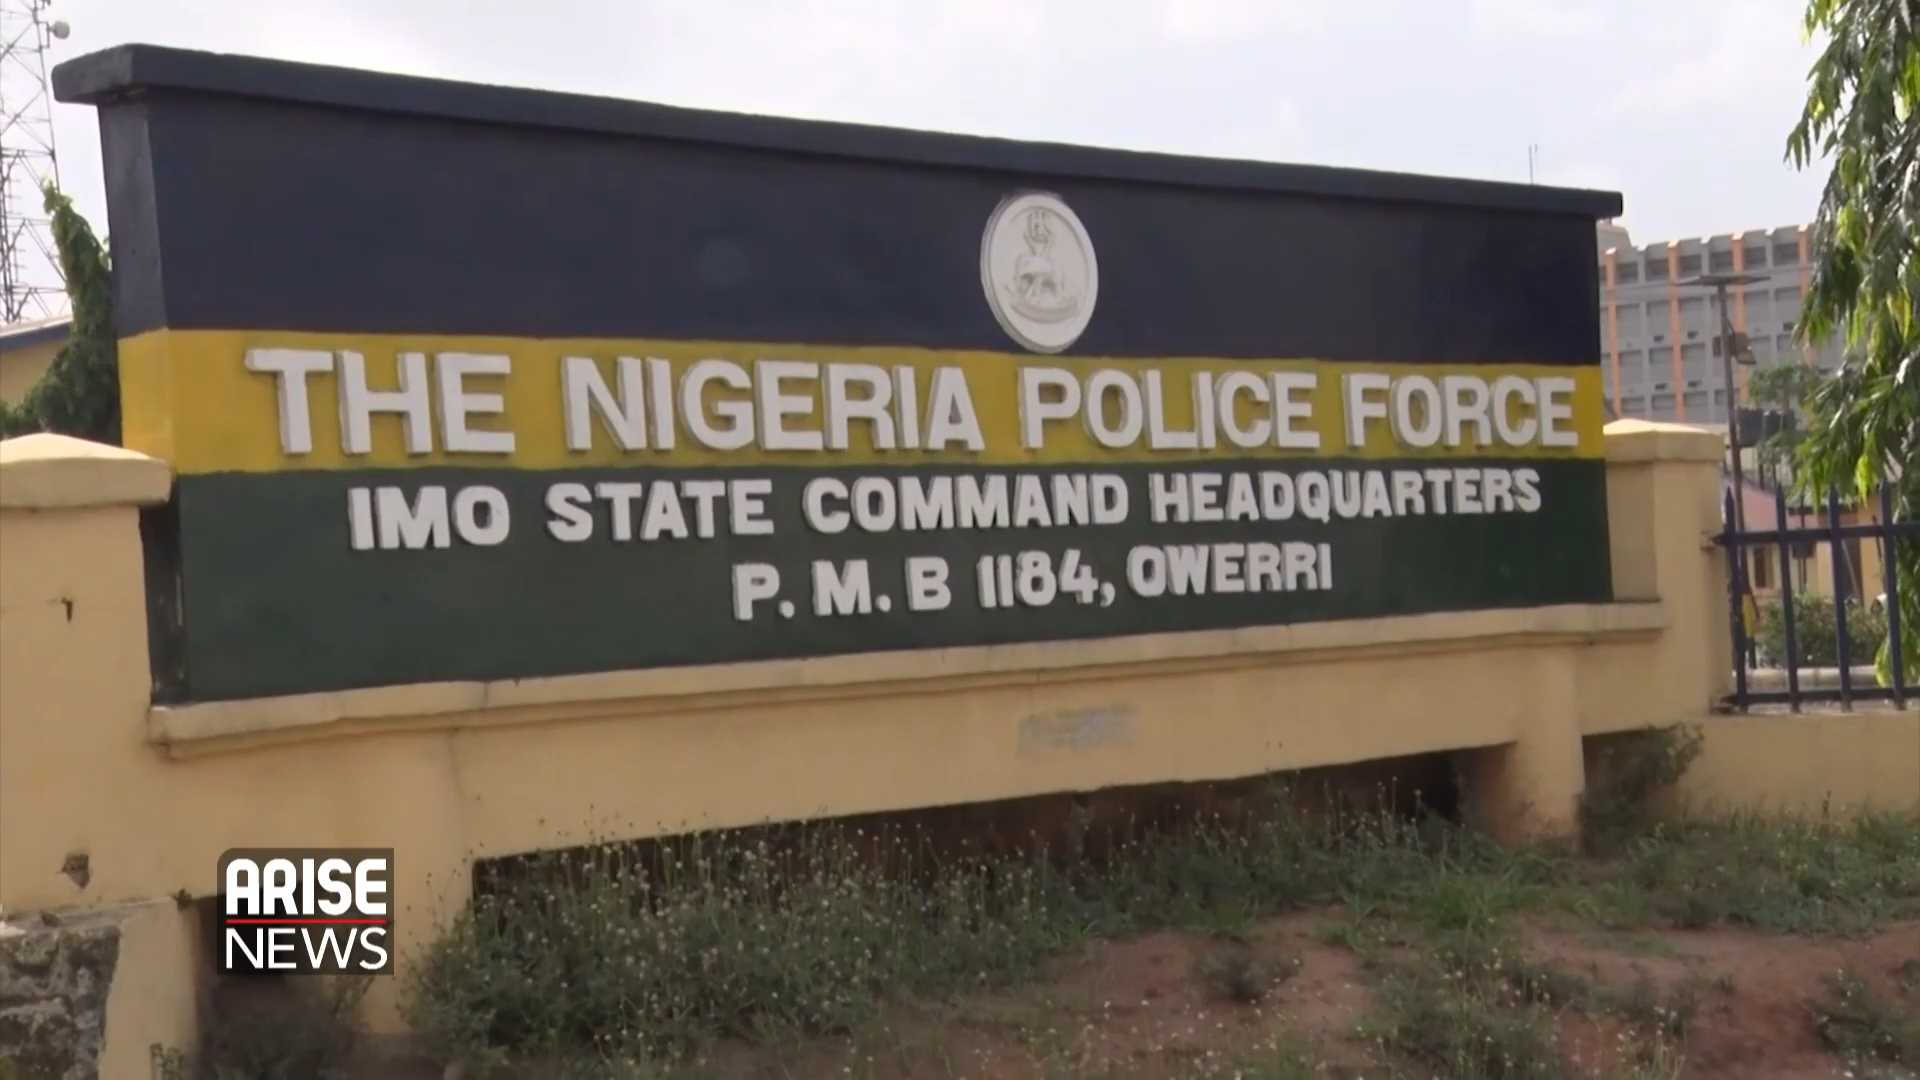 THE NIGERIA POLICE FORCE
IMO STATE COMMAND HEADQUARTERS
P. M. B 1184, OWERRI
ARISE
NEWS